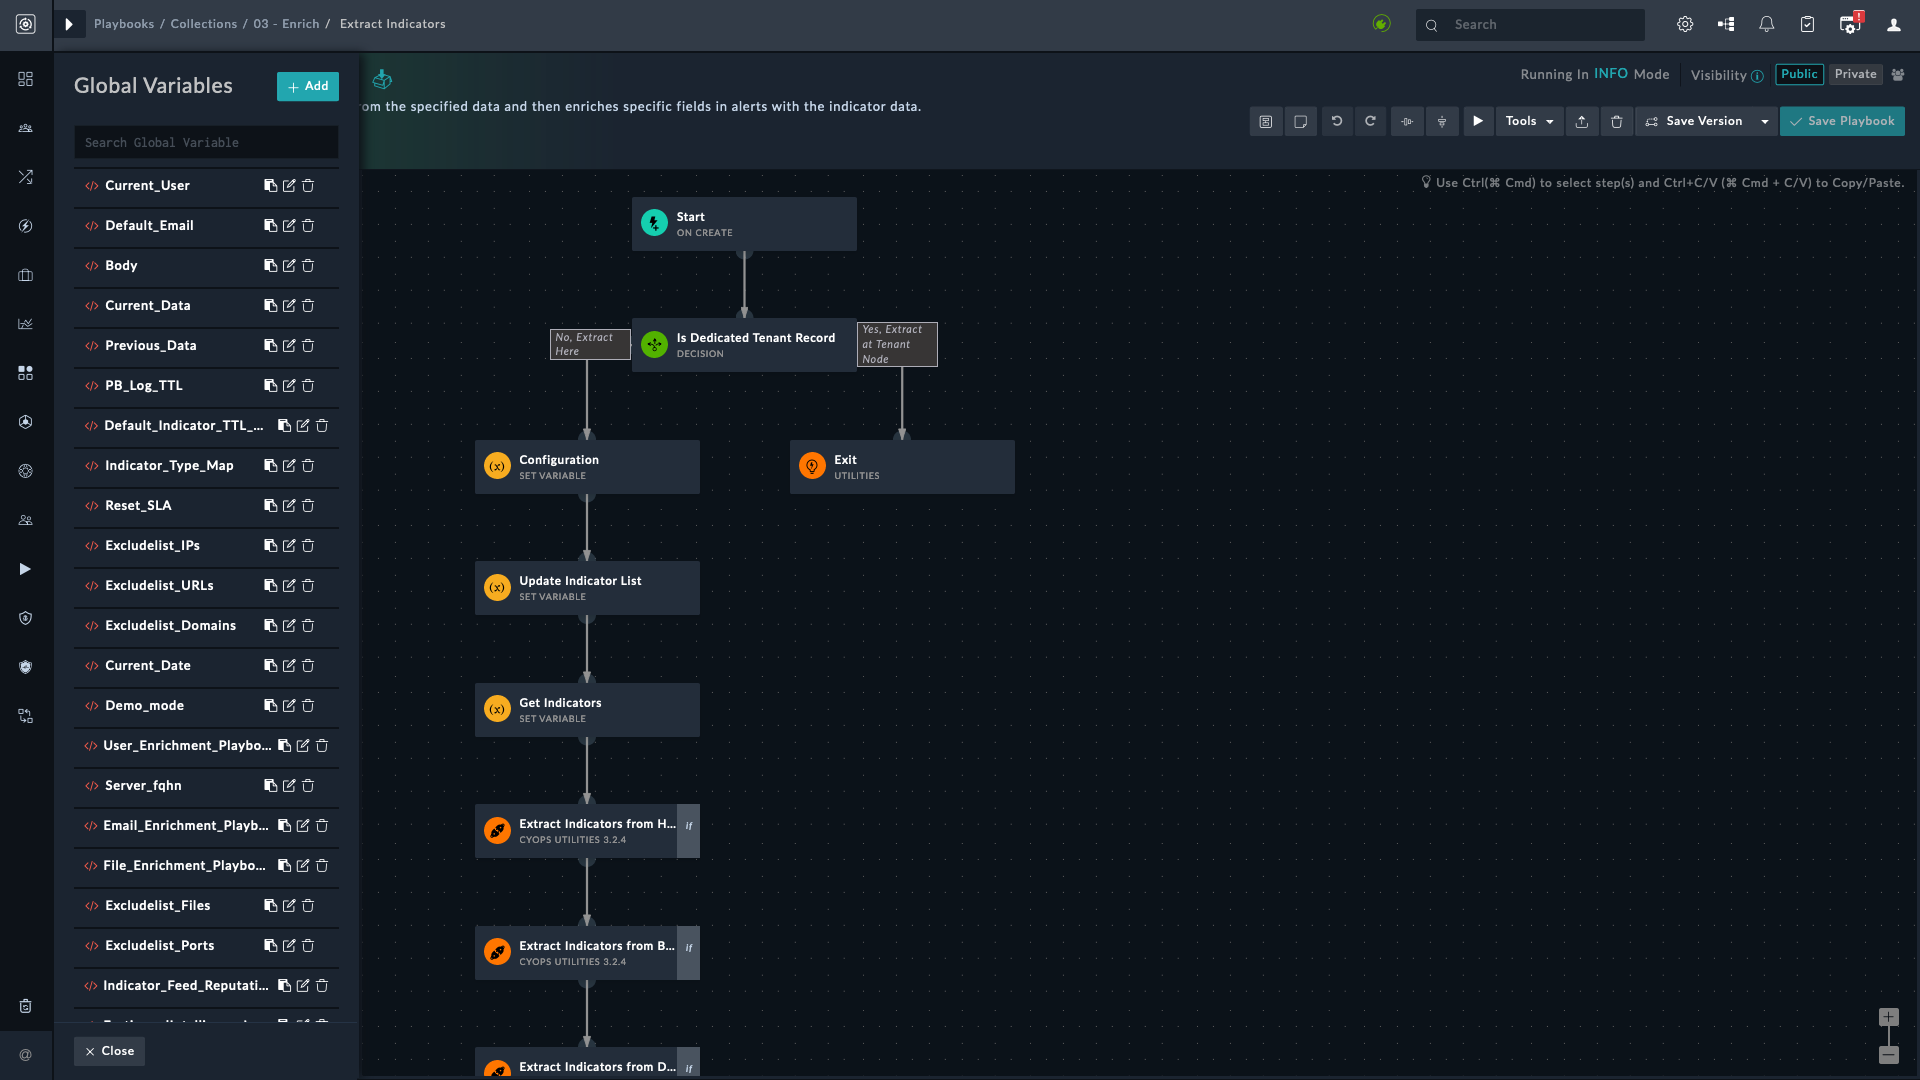 Playbooks / Collections / 03 - Enrich / Extract Indicators
Search
!
Global Variables
+ Add
Search Global Variable
Current_User
Default_Email
Body
Current_Data
Previous_Data
PB_Log_TTL
Default_Indicator_TTL_...
Indicator_Type_Map
Reset_SLA
Excludelist_IPs
Excludelist_URLs
Excludelist_Domains
Current_Date
Demo_mode
User_Enrichment_Playbo...
Server_fqhn
Email_Enrichment_Playb...
File_Enrichment_Playbo...
Excludelist_Files
Excludelist_Ports
Indicator_Feed_Reputati...
× Close
@
Running In INFO Mode
Visibility
Public
Private
om the specified data and then enriches specific fields in alerts with the indicator data.
Tools
Save Version
Save Playbook
Use Ctrl(⌘ Cmd) to select step(s) and Ctrl+C/V (⌘ Cmd + C/V) to Copy/Paste.
Start
ON CREATE
No, Extract
Here
Is Dedicated Tenant Record
DECISION
Yes, Extract
at Tenant
Node
(x)
Configuration
SET VARIABLE
Exit
UTILITIES
(x)
Update Indicator List
SET VARIABLE
(x)
Get Indicators
SET VARIABLE
Extract Indicators from H...
CYOPS UTILITIES 3.2.4
if
Extract Indicators from B...
CYOPS UTILITIES 3.2.4
if
Extract Indicators from D...
if